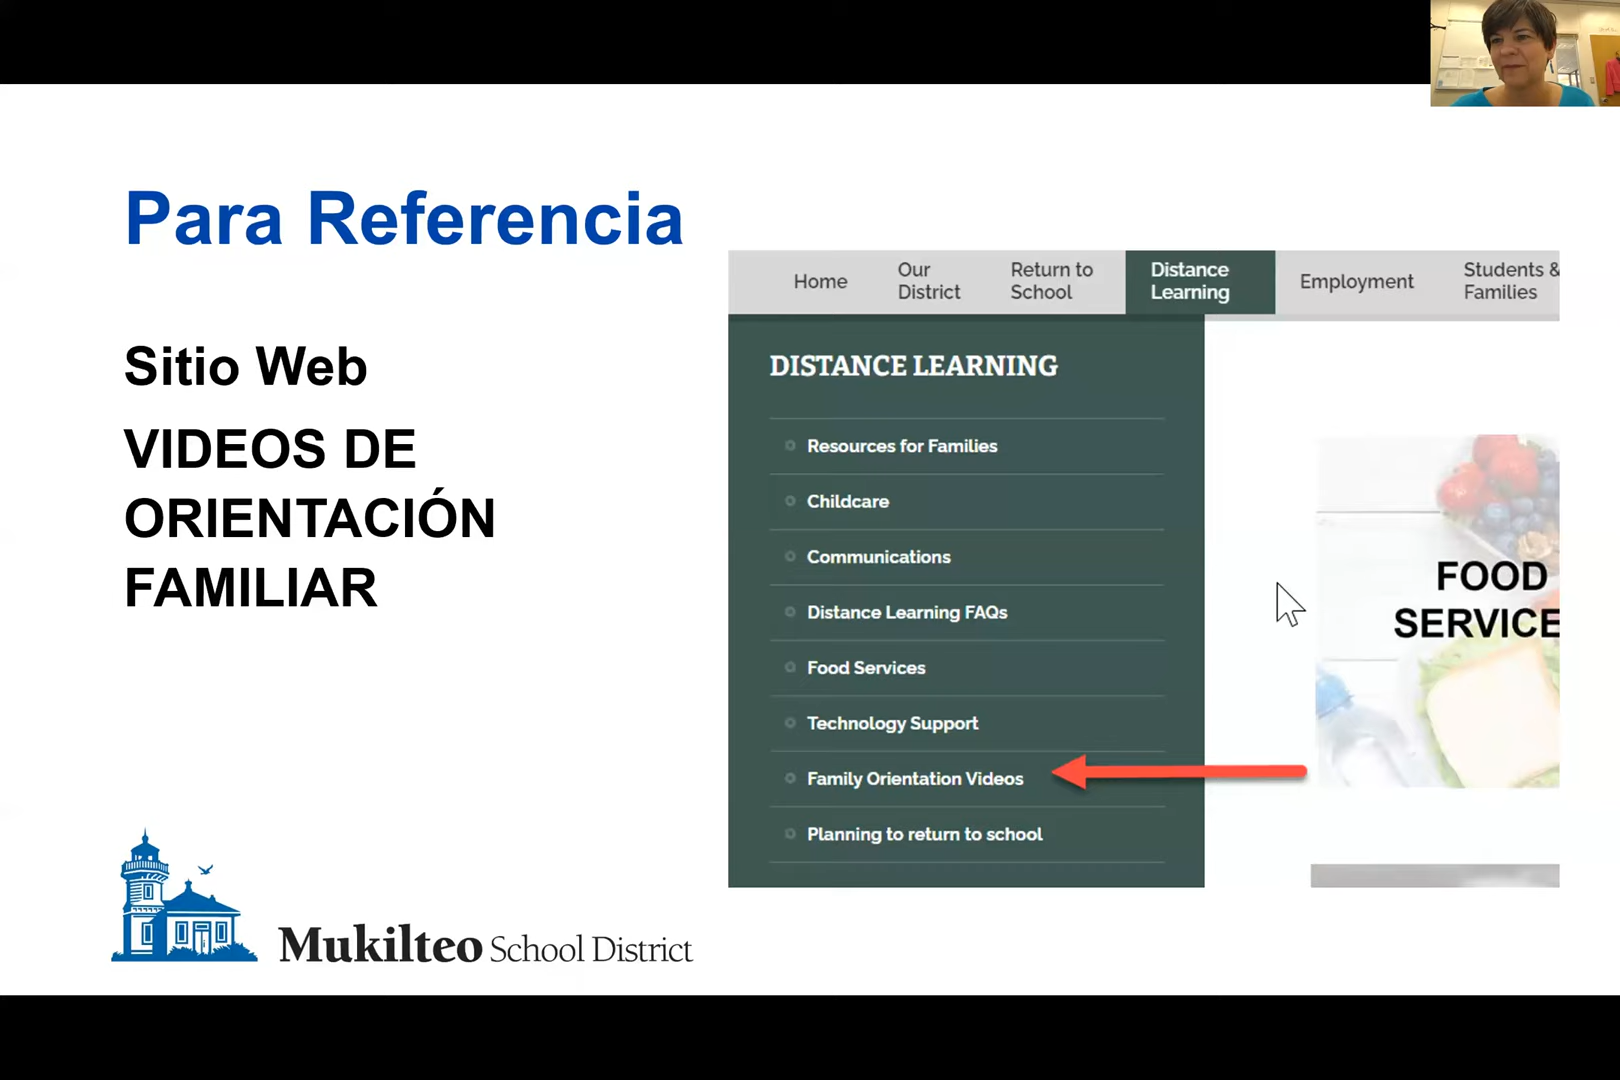 Para Referencia
Sitio Web
VIDEOS DE
ORIENTACIÓN
FAMILIAR
Home
Our
District
Return to
School
Distance
Learning
Employment
Students &
Families
DISTANCE LEARNING
Resources for Families
Childcare
Communications
Distance Learning FAQs
Food Services
Technology Support
Family Orientation Videos
Planning to return to school
FOOD
SERVICE
Mukilteo School District